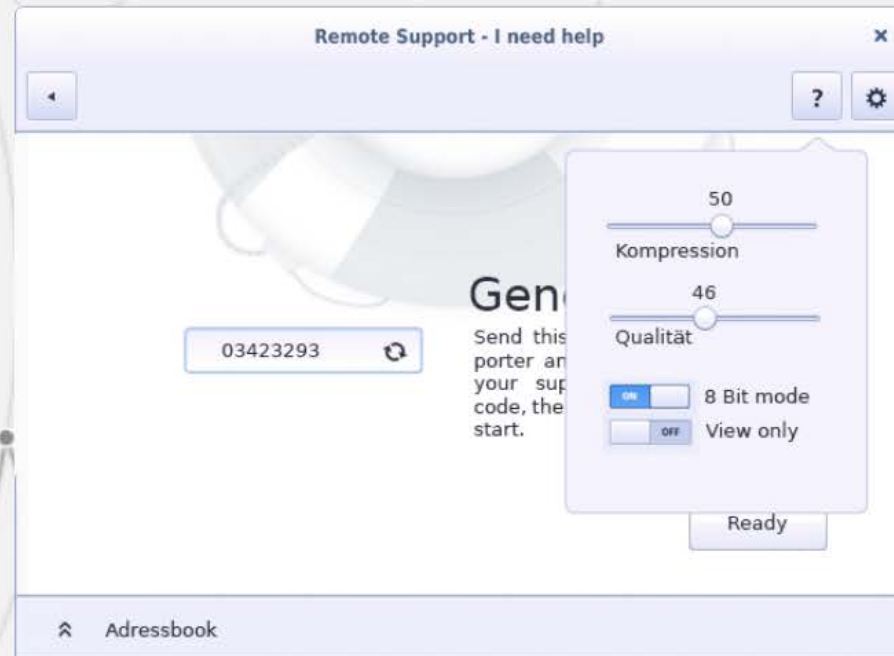 Remote Support - I need help
?
03423293
Gen
Send this
porter an
your sup
code, the
start.
50
Kompression
46
Qualität
ON 8 Bit mode
OFF View only
Ready
Adressbook